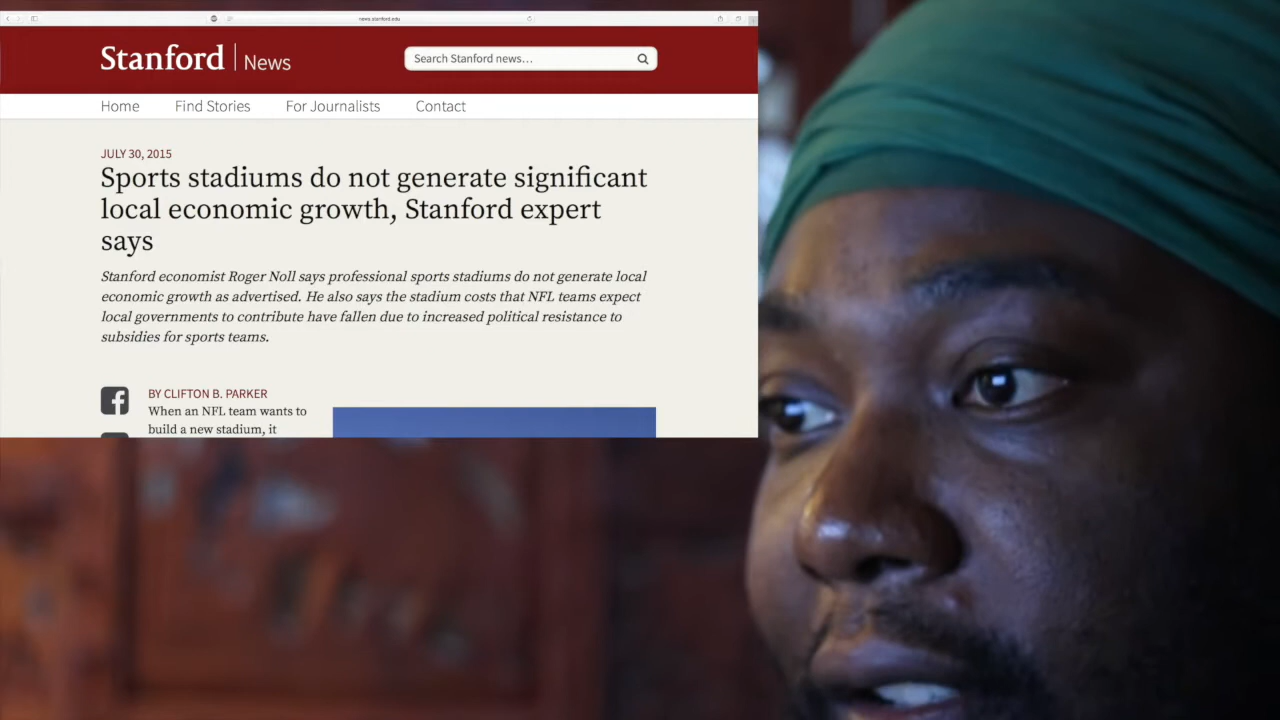 news.stanford.edu
Stanford | News
Search Stanford news...
Home
Find Stories
For Journalists
Contact
JULY 30, 2015
Sports stadiums do not generate significant
local economic growth, Stanford expert
says
Stanford economist Roger Noll says professional sports stadiums do not generate local
economic growth as advertised. He also says the stadium costs that NFL teams expect
local governments to contribute have fallen due to increased political resistance to
subsidies for sports teams.
BY CLIFTON B. PARKER
When an NFL team wants to
build a new stadium, it